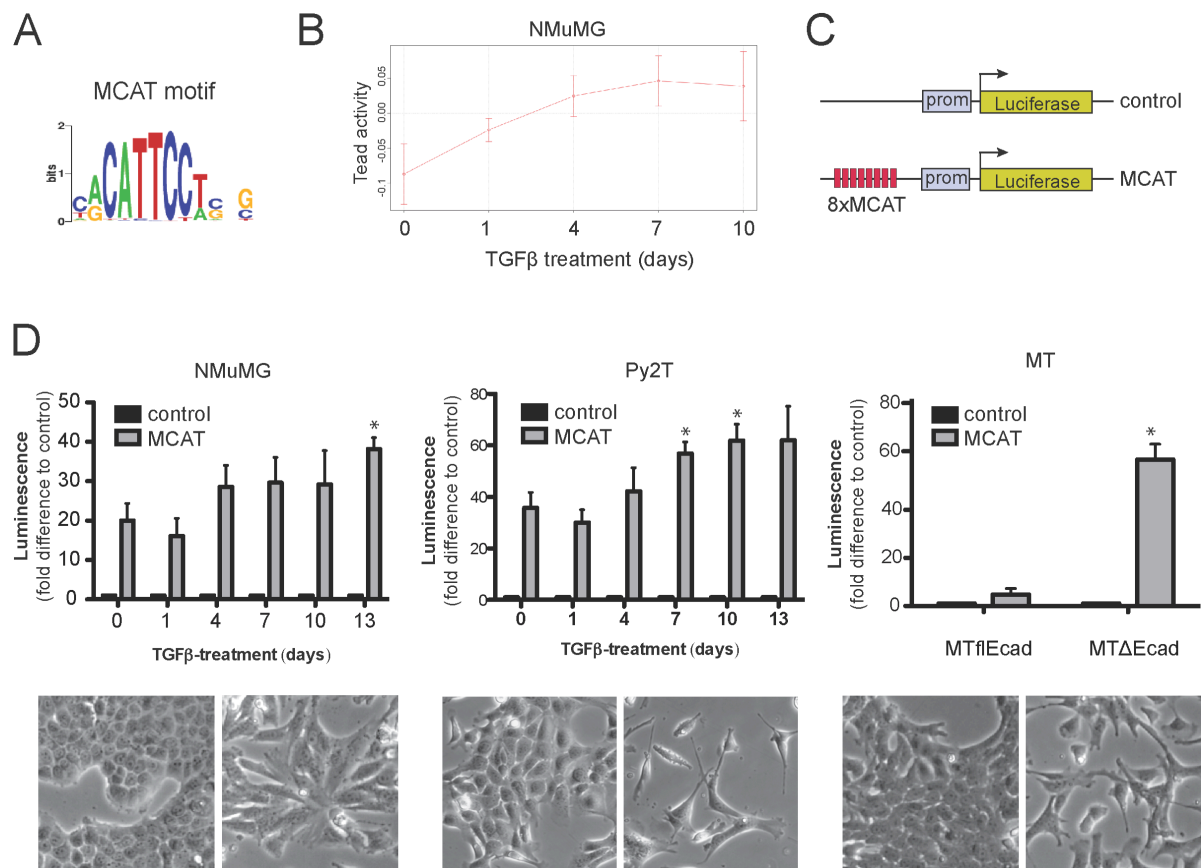 A
MCAT motif
2
bits
1
0
CACATTCCTC G
B
NMuMG
Tead activity
0.05
0.00
-0.05
-0.1
0 1 4 7 10
TGFβ treatment (days)
C
prom
Luciferase
control
prom
Luciferase
MCAT
8xMCAT
D
NMuMG
Luminescence
(fold difference to control)
50
40
30
20
10
0
control
MCAT
*
0 1 4 7 10 13
TGFβ-treatment (days)
Py2T
Luminescence
(fold difference to control)
80
60
40
20
0
control
MCAT
* *
0 1 4 7 10 13
TGFβ-treatment (days)
MT
Luminescence
(fold difference to control)
80
60
40
20
0
control
MCAT
*
MTflEcad MTΔEcad